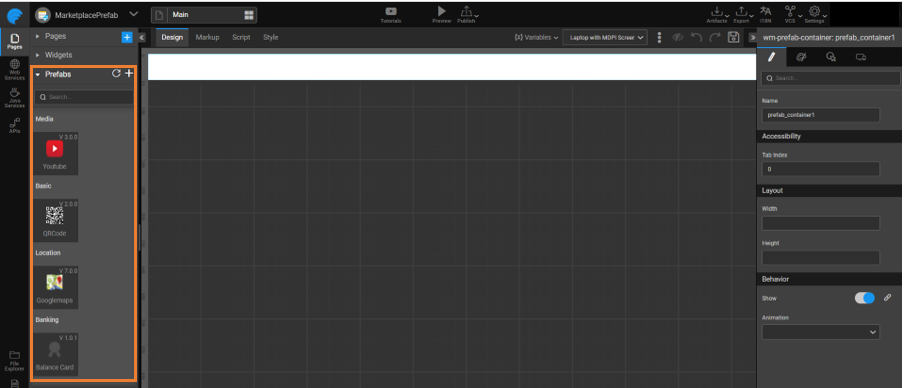 MarketplacePrefab
Main
Tutorials
Preview
Publish
Artifacts
Export
I18N
VCS
Settings
Pages
Web
Services
Java
Services
APIs
File
Explorer
Pages
Widgets
Prefabs
Search...
Media
V 3.0.0
Youtube
Basic
V 2.0.0
QRCode
Location
V 7.0.0
Googlemaps
Banking
V 1.0.1
Balance Card
Design Markup Script Style
{x} Variables
Laptop with MDPI Screen
wm-prefab-container: prefab_container1
Search...
Name
prefab_container1
Accessibility
Tab Index
0
Layout
Width
Height
Behavior
Show
Animation